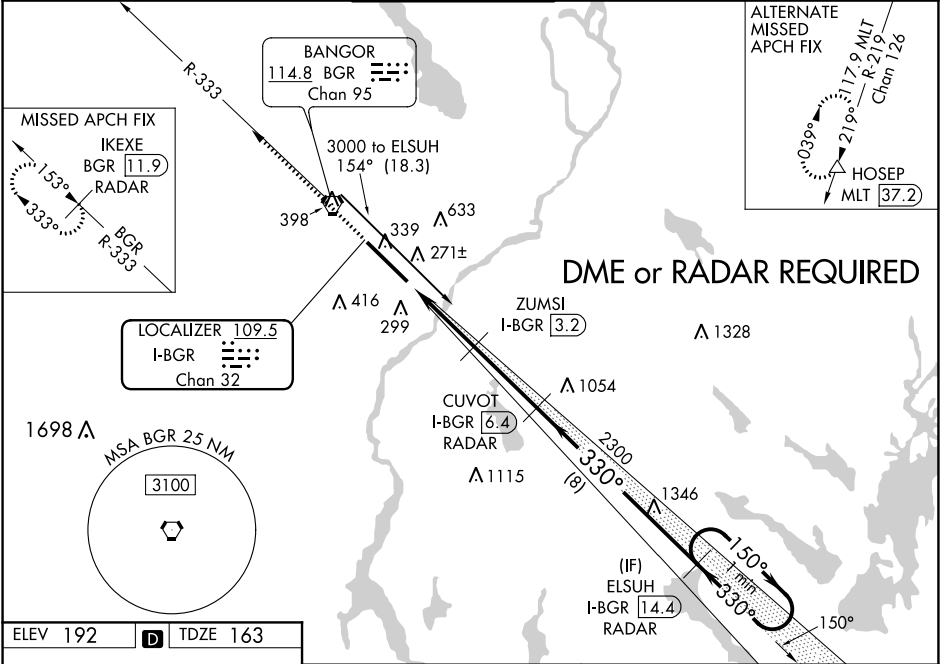 MISSED APCH FIX
IKEXE
BGR 11.9
RADAR
153°
333°
BGR
R-333
R-333
BANGOR
114.8 BGR
Chan 95
3000 to ELSUH
154° (18.3)
398
339
633
271±
416
299
ALTERNATE
MISSED
APCH FIX
117.9 MLT
R-219
Chan 126
039°
219°
HOSEP
MLT 37.2
DME or RADAR REQUIRED
LOCALIZER 109.5
I-BGR
Chan 32
ZUMSI
I-BGR 3.2
1328
1054
CUVOT
I-BGR 6.4
RADAR
1698
MSA BGR 25 NM
3100
1115
2300
330°
(8)
1346
(IF)
ELSUH
I-BGR 14.4
RADAR
150°
1 min
330°
150°
ELEV 192 D TDZE 163